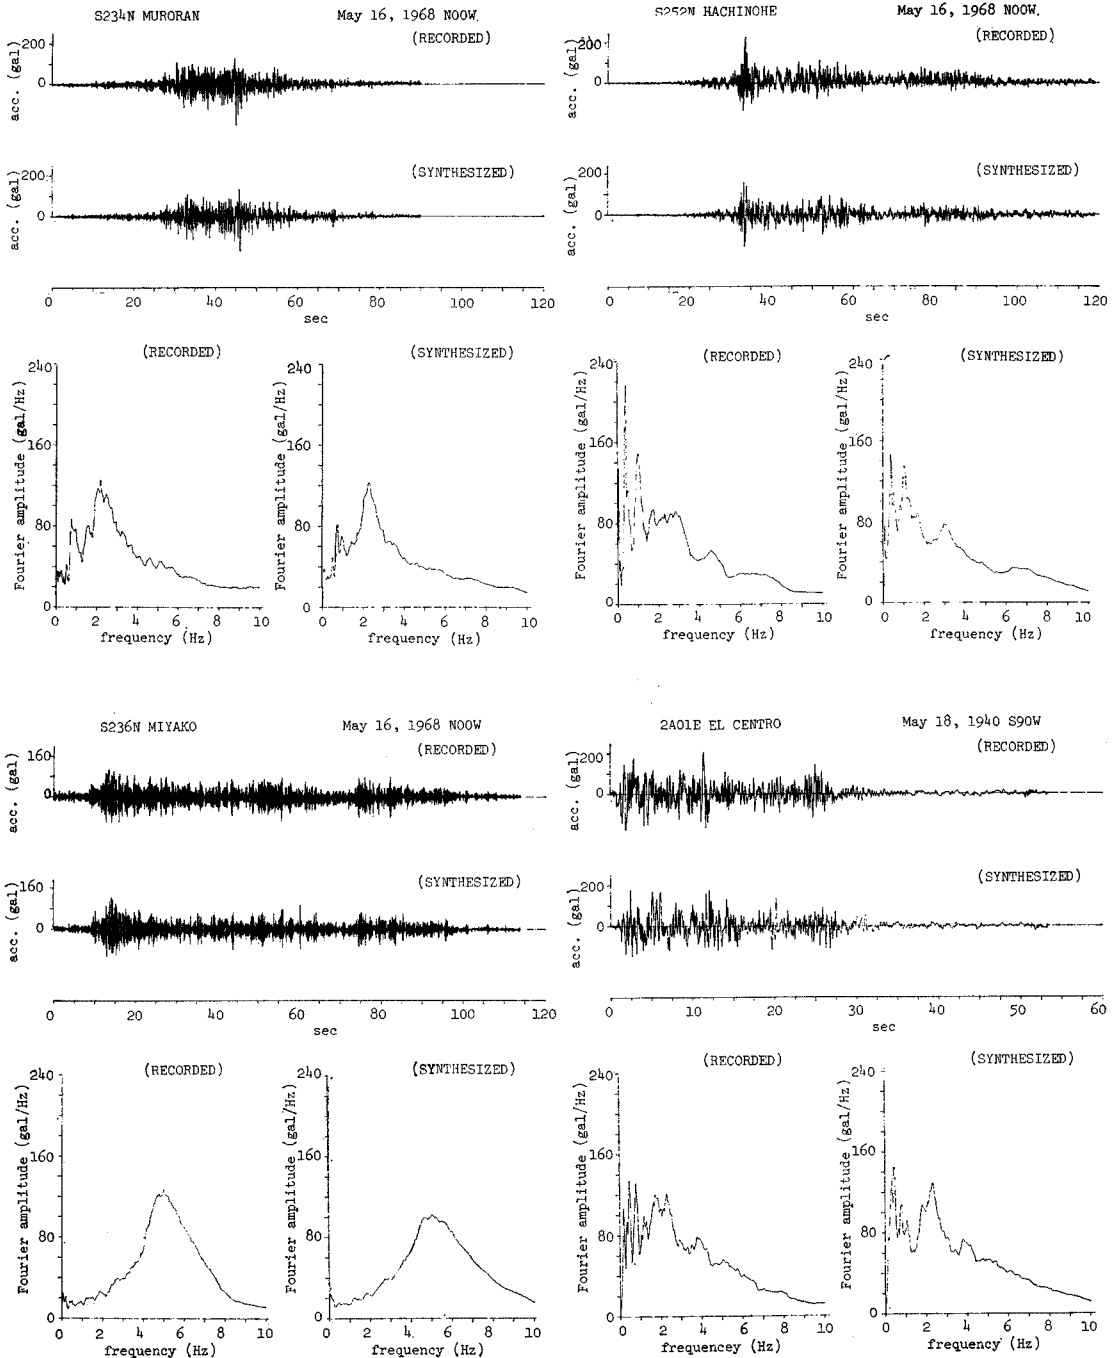 S234N MURORAN May 16, 1968 N00W.
(RECORDED)
200
0
acc. (gal)
(SYNTHESIZED)
200
0
acc. (gal)
20 40 60 80 100 120
sec
(RECORDED)
240
160
80
0
Fourier amplitude (gal/Hz)
0 2 4 6 8 10
frequency (Hz)
(SYNTHESIZED)
240
160
80
0
Fourier amplitude (gal/Hz)
0 2 4 6 8 10
frequency (Hz)
S252N HACHINOHE May 16, 1968 N00W.
(RECORDED)
200
0
acc. (gal)
(SYNTHESIZED)
200
0
acc. (gal)
0 20 40 60 80 100 120
sec
(RECORDED)
240
160
80
0
Fourier amplitude (gal/Hz)
0 2 4 6 8 10
frequency (Hz)
(SYNTHESIZED)
240
160
80
0
Fourier amplitude (gal/Hz)
0 2 4 6 8 10
frequency (Hz)
S236N MIYAKO May 16, 1968 N00W
(RECORDED)
160
0
acc. (gal)
(SYNTHESIZED)
160
0
acc. (gal)
0 20 40 60 80 100 120
sec
(RECORDED)
240
160
80
0
Fourier amplitude (gal/Hz)
0 2 4 6 8 10
frequency (Hz)
(SYNTHESIZED)
240
160
80
0
Fourier amplitude (gal/Hz)
0 2 4 6 8 10
frequency (Hz)
2A01E EL CENTRO May 18, 1940 S90W
(RECORDED)
200
0
acc. (gal)
(SYNTHESIZED)
200
0
acc. (gal)
0 10 20 30 40 50 60
sec
(RECORDED)
240
160
80
0
Fourier amplitude (gal/Hz)
0 2 4 6 8 10
frequency (Hz)
(SYNTHESIZED)
240
160
80
0
Fourier amplitude (gal/Hz)
0 2 4 6 8 10
frequency (Hz)